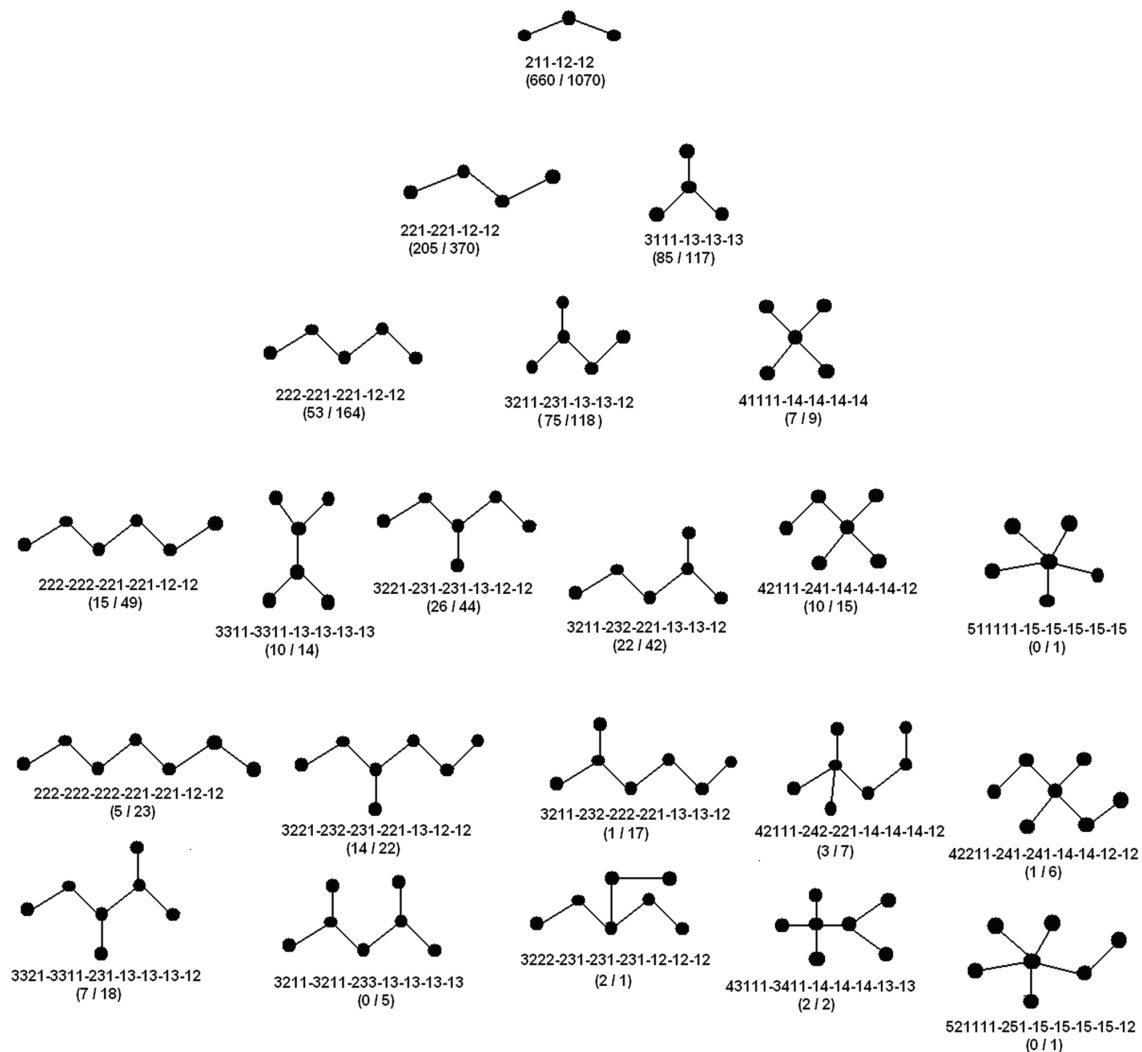 211-12-12
(660 / 1070)
221-221-12-12
(205 / 370)
3111-13-13-13
(85 / 117)
222-221-221-12-12
(53 / 164)
3211-231-13-13-12
( 75 /118)
41111-14-14-14-14
(7 / 9)
222-222-221-221-12-12
(15 / 49)
3311-3311-13-13-13-13
(10 / 14)
3221-231-231-13-12-12
(26 / 44)
3211-232-221-13-13-12
(22 / 42)
42111-241-14-14-14-12
(10 / 15)
511111-15-15-15-15-15
(0 / 1)
222-222-222-221-221-12-12
(5 / 23)
3221-232-231-221-13-12-12
(14 / 22)
3211-232-222-221-13-13-12
(1 / 17)
42111-242-221-14-14-14-12
(3 / 7)
42211-241-241-14-14-12-12
(1 / 6)
3321-3311-231-13-13-13-12
(7 / 18)
3211-3211-233-13-13-13-13
(0 / 5)
3222-231-231-231-12-12-12
(2 / 1)
43111-3411-14-14-14-13-13
(2 / 2)
521111-251-15-15-15-15-12
(0 / 1)